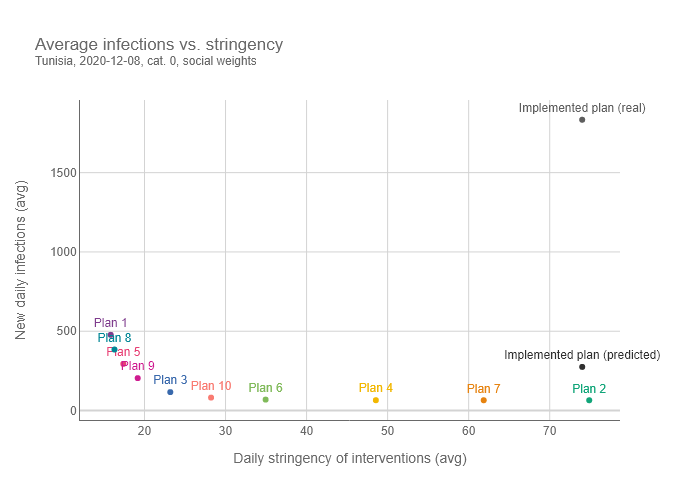 Average infections vs. stringency
Tunisia, 2020-12-08, cat. 0, social weights
Implemented plan (real)
1500
1000
New daily infections (avg)
500
Plan 1
Plan 8
Plan 5
Plan 9
Implemented plan (predicted)
Plan 3
Plan 10
Plan 6
Plan 4
Plan 7
Plan 2
0
20
30
40
50
60
70
Daily stringency of interventions (avg)